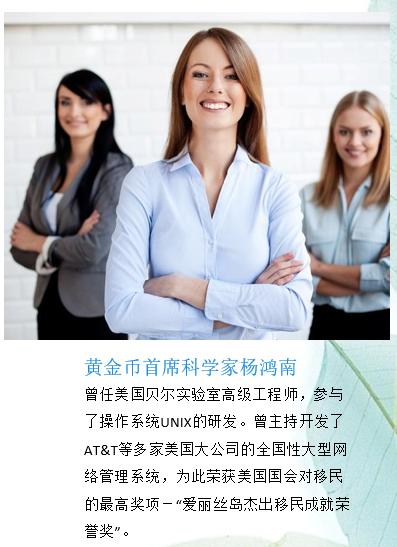 黄金币首席科学家杨鸿南
曾任美国贝尔实验室高级工程师，参与
了操作系统UNIX的研发。曾主持开发了
AT&T等多家美国大公司的全国性大型网
络管理系统，为此荣获美国国会对移民
的最高奖项－“爱丽丝岛杰出移民成就荣
誉奖”。